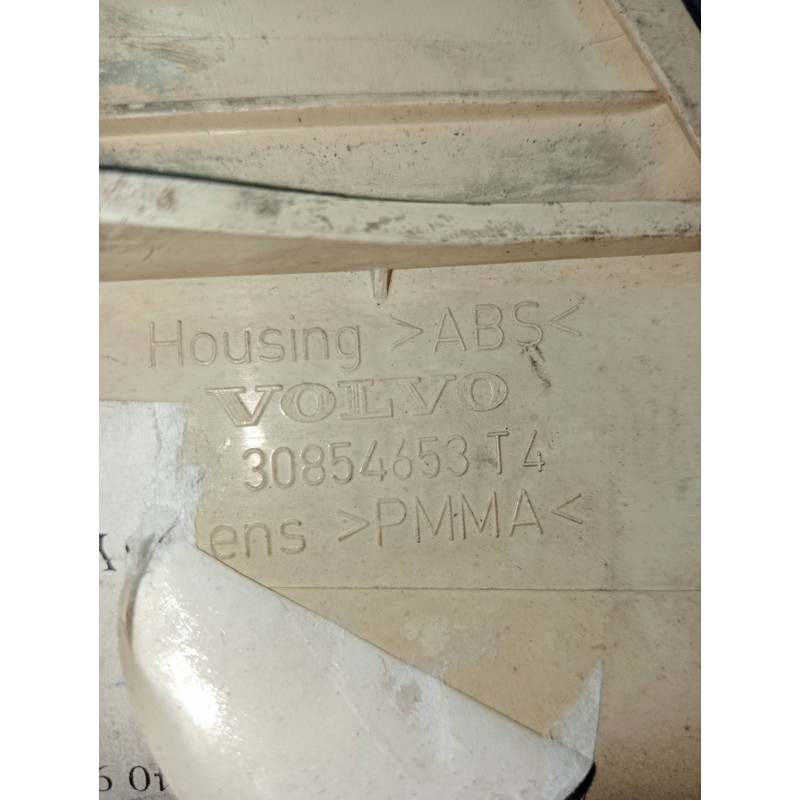 Housing >ABS<
VOLVO
30854653 T4
ens >PMMA<